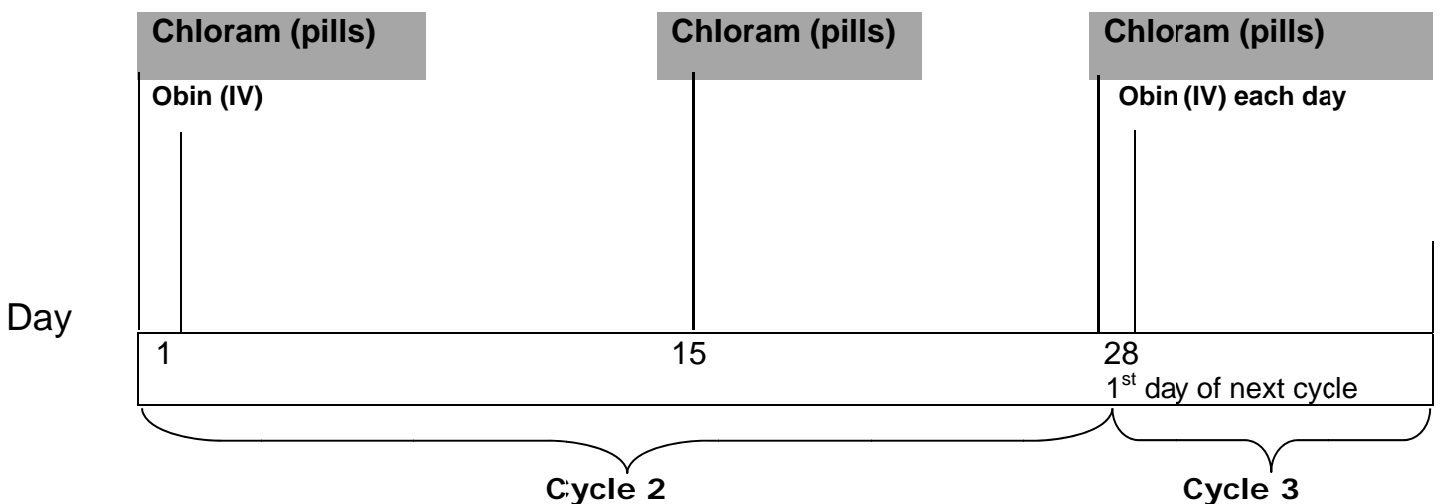 Chloram (pills) Chloram (pills) Chloram (pills)
Obin (IV) Obin (IV) each day
Day
1 15 28
1st day of next cycle
Cycle 2 Cycle 3